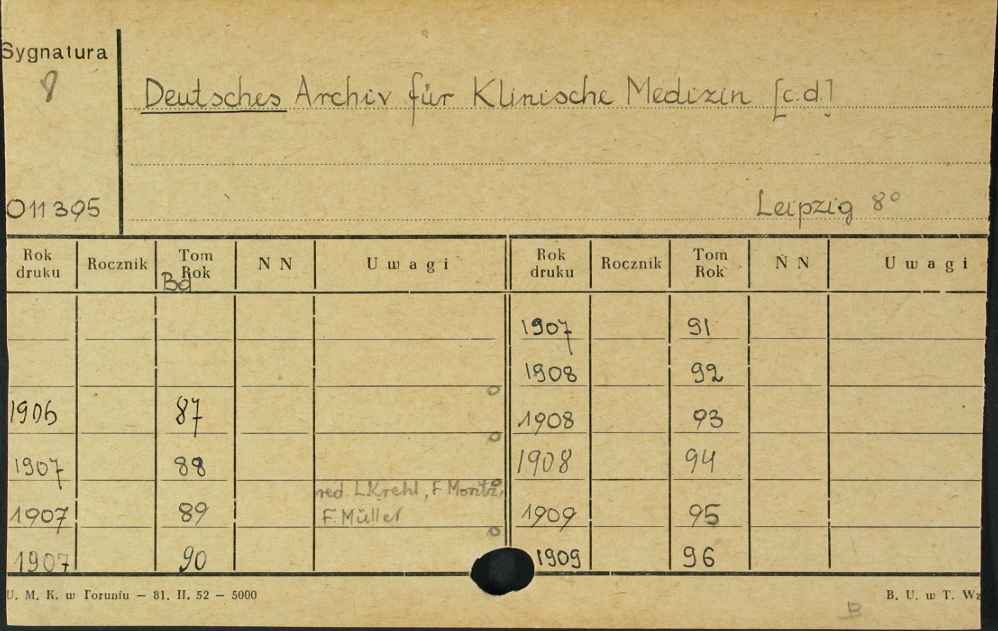 Sygnatura
Deutsches Archiv für Klinische Medizin [c.d.]
011395
Leipzig 8°
Rok druku Rocznik Tom Rok Bd N N Uwagi Rok druku Rocznik Tom Rok N N Uwagi
1907 91
1908 92
1906 87 1908 93
1907 88 1908 94
1907 89 red. L.Krehl, F Moritz, F. Müller 1909 95
1907 90 1909 96
U. M. K. w Toruniu — 81. II. 52 — 5000
B. U. w T. Wz
B